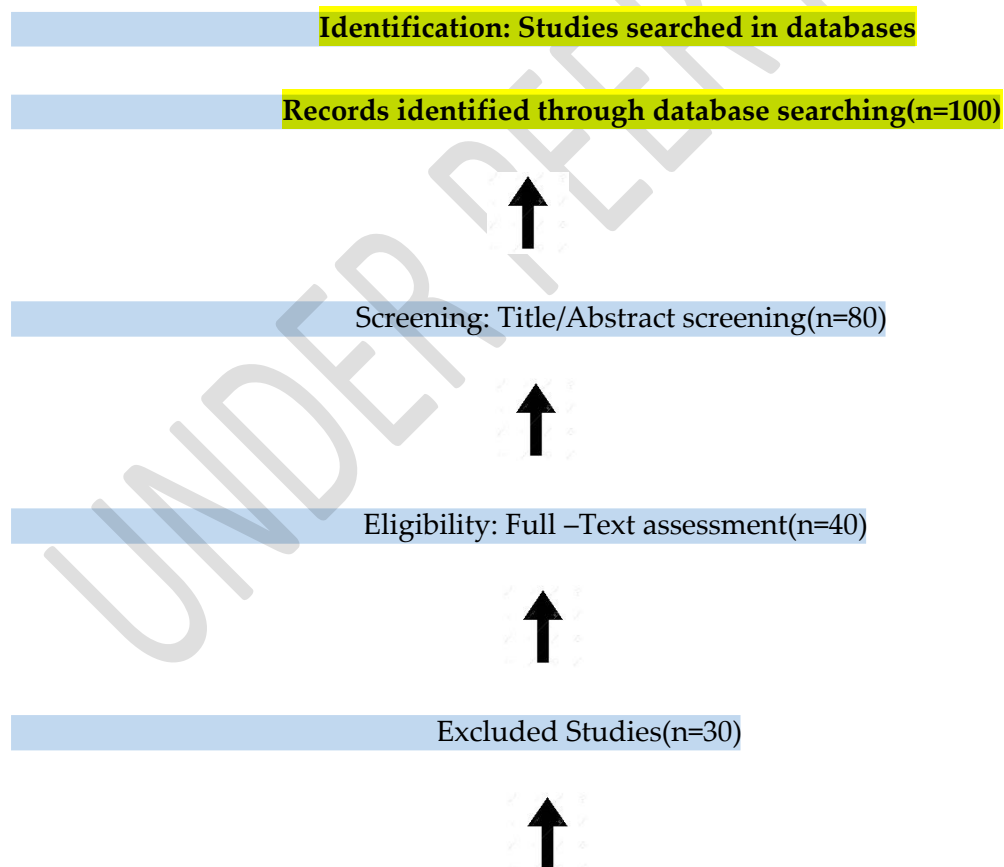 Identification: Studies searched in databases
Records identified through database searching(n=100)
Screening: Title/Abstract screening(n=80)
Eligibility: Full –Text assessment(n=40)
Excluded Studies(n=30)
UNDER PEER